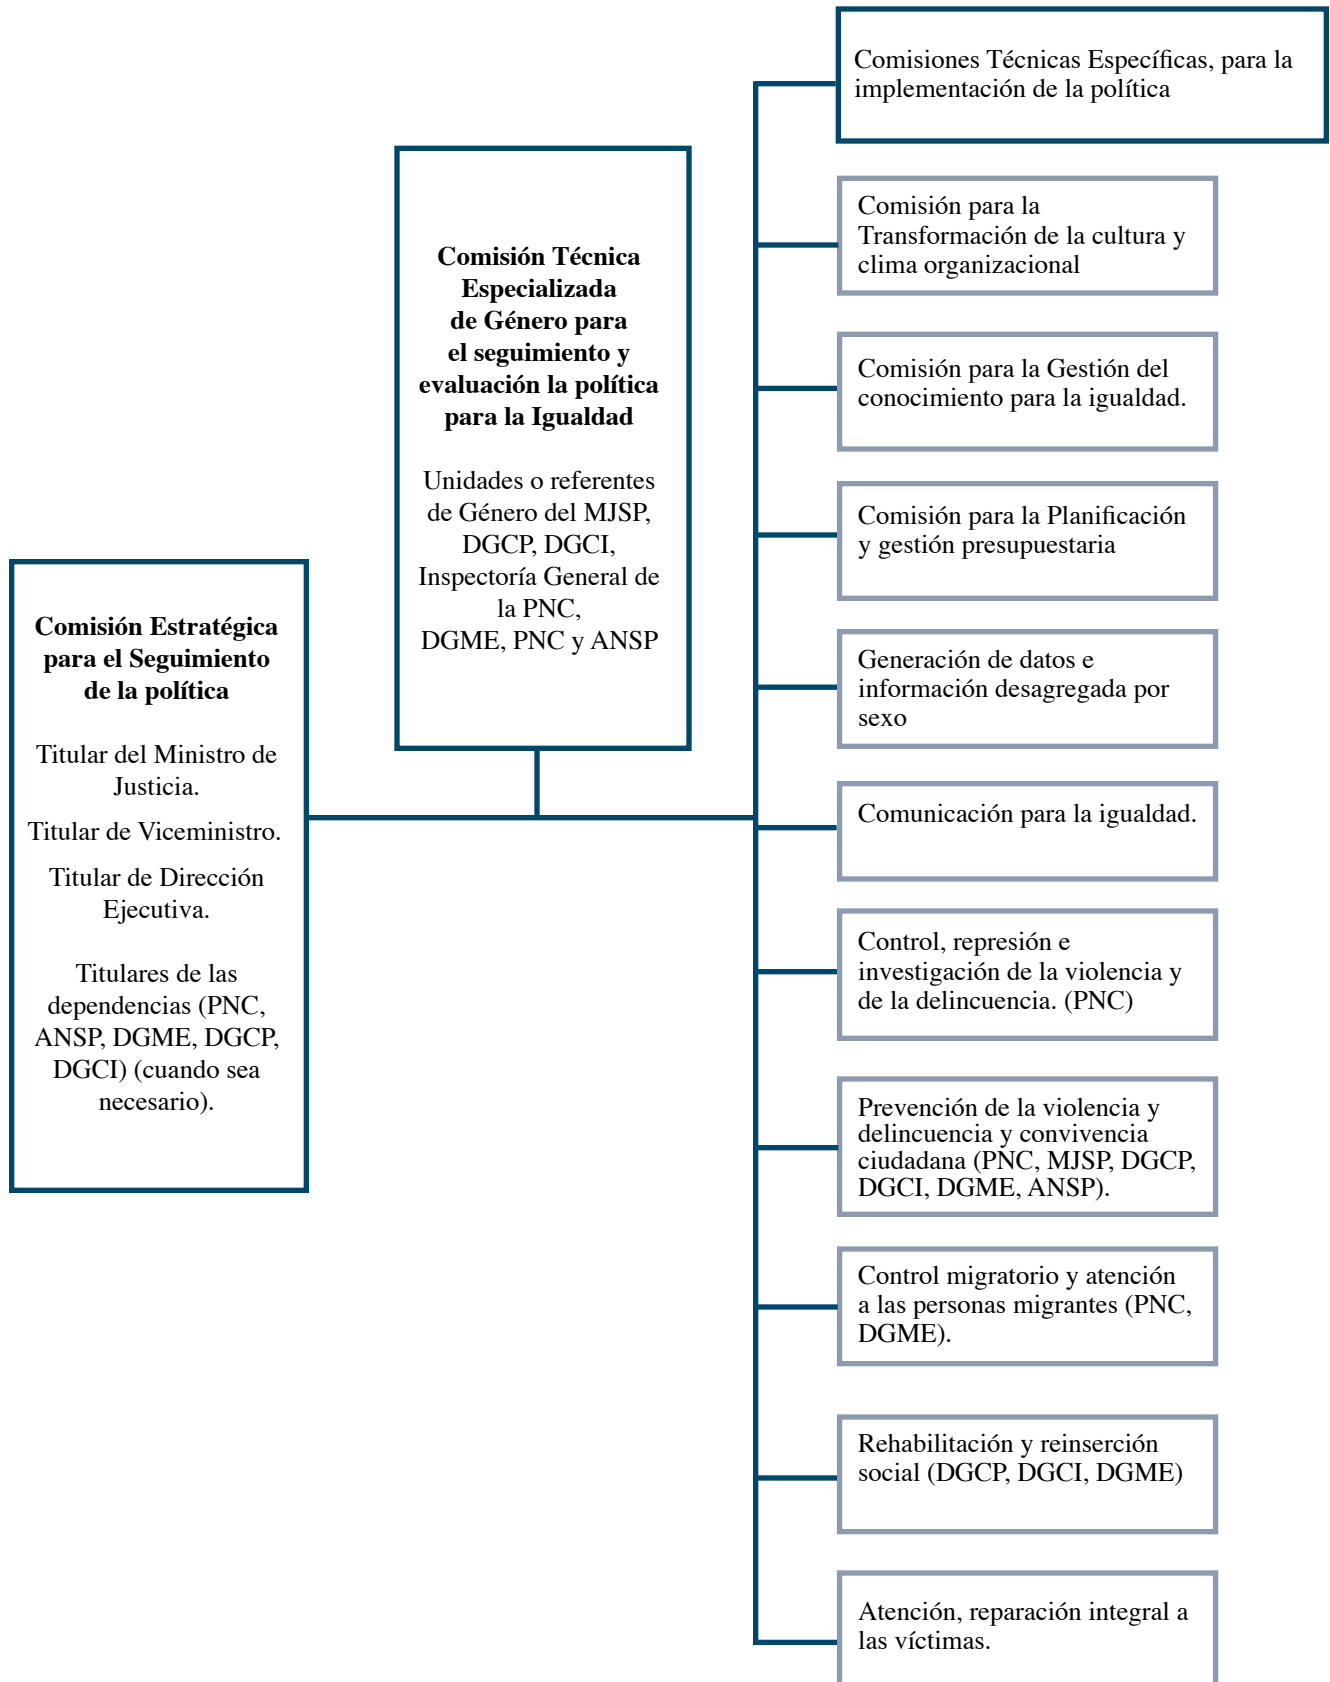 Comisión Estratégica
para el Seguimiento
de la política
Titular del Ministro de
Justicia.
Titular de Viceministro.
Titular de Dirección
Ejecutiva.
Titulares de las
dependencias (PNC,
ANSP, DGME, DGCP,
DGCI) (cuando sea
necesario).
Comisión Técnica
Especializada
de Género para
el seguimiento y
evaluación la política
para la Igualdad
Unidades o referentes
de Género del MJSP,
DGCP, DGCI,
Inspectoría General de
la PNC,
DGME, PNC y ANSP
Comisiones Técnicas Específicas, para la
implementación de la política
Comisión para la
Transformación de la cultura y
clima organizacional
Comisión para la Gestión del
conocimiento para la igualdad.
Comisión para la Planificación
y gestión presupuestaria
Generación de datos e
información desagregada por
sexo
Comunicación para la igualdad.
Control, represión e
investigación de la violencia y
de la delincuencia. (PNC)
Prevención de la violencia y
delincuencia y convivencia
ciudadana (PNC, MJSP, DGCP,
DGCI, DGME, ANSP).
Control migratorio y atención
a las personas migrantes (PNC,
DGME).
Rehabilitación y reinserción
social (DGCP, DGCI, DGME)
Atención, reparación integral a
las víctimas.